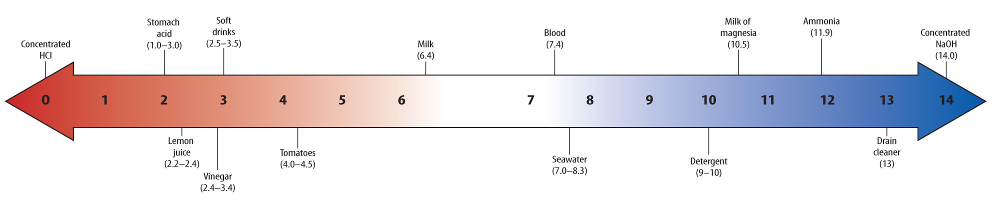 Concentrated
HCl
Stomach
acid
(1.0–3.0)
Soft
drinks
(2.5–3.5)
Milk
(6.4)
Blood
(7.4)
Milk of
magnesia
(10.5)
Ammonia
(11.9)
Concentrated
NaOH
(14.0)
0 1 2 3 4 5 6 7 8 9 10 11 12 13 14
Lemon
juice
(2.2–2.4)
Vinegar
(2.4–3.4)
Tomatoes
(4.0–4.5)
Seawater
(7.0–8.3)
Detergent
(9–10)
Drain
cleaner
(13)